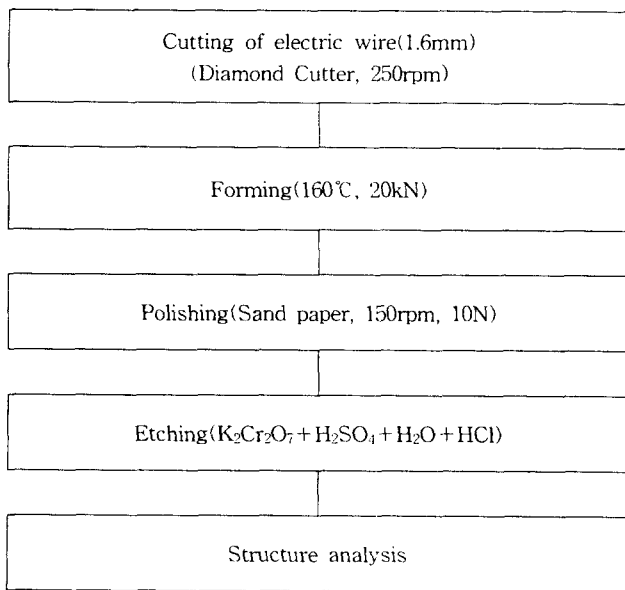 Cutting of electric wire(1.6mm)
(Diamond Cutter, 250rpm)
Forming(160℃, 20kN)
Polishing(Sand paper, 150rpm, 10N)
Etching(K₂Cr₂O₇+H₂SO₄+H₂O+HCl)
Structure analysis